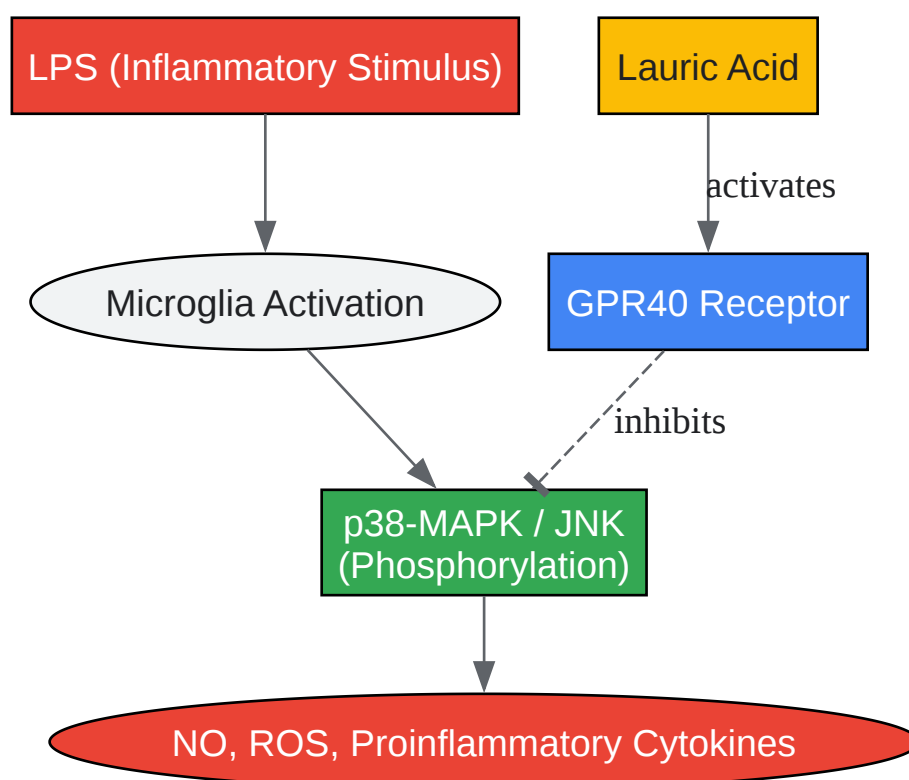 LPS (Inflammatory Stimulus)
Lauric Acid
activates
Microglia Activation
GPR40 Receptor
inhibits
p38-MAPK / JNK
(Phosphorylation)
NO, ROS, Proinflammatory Cytokines